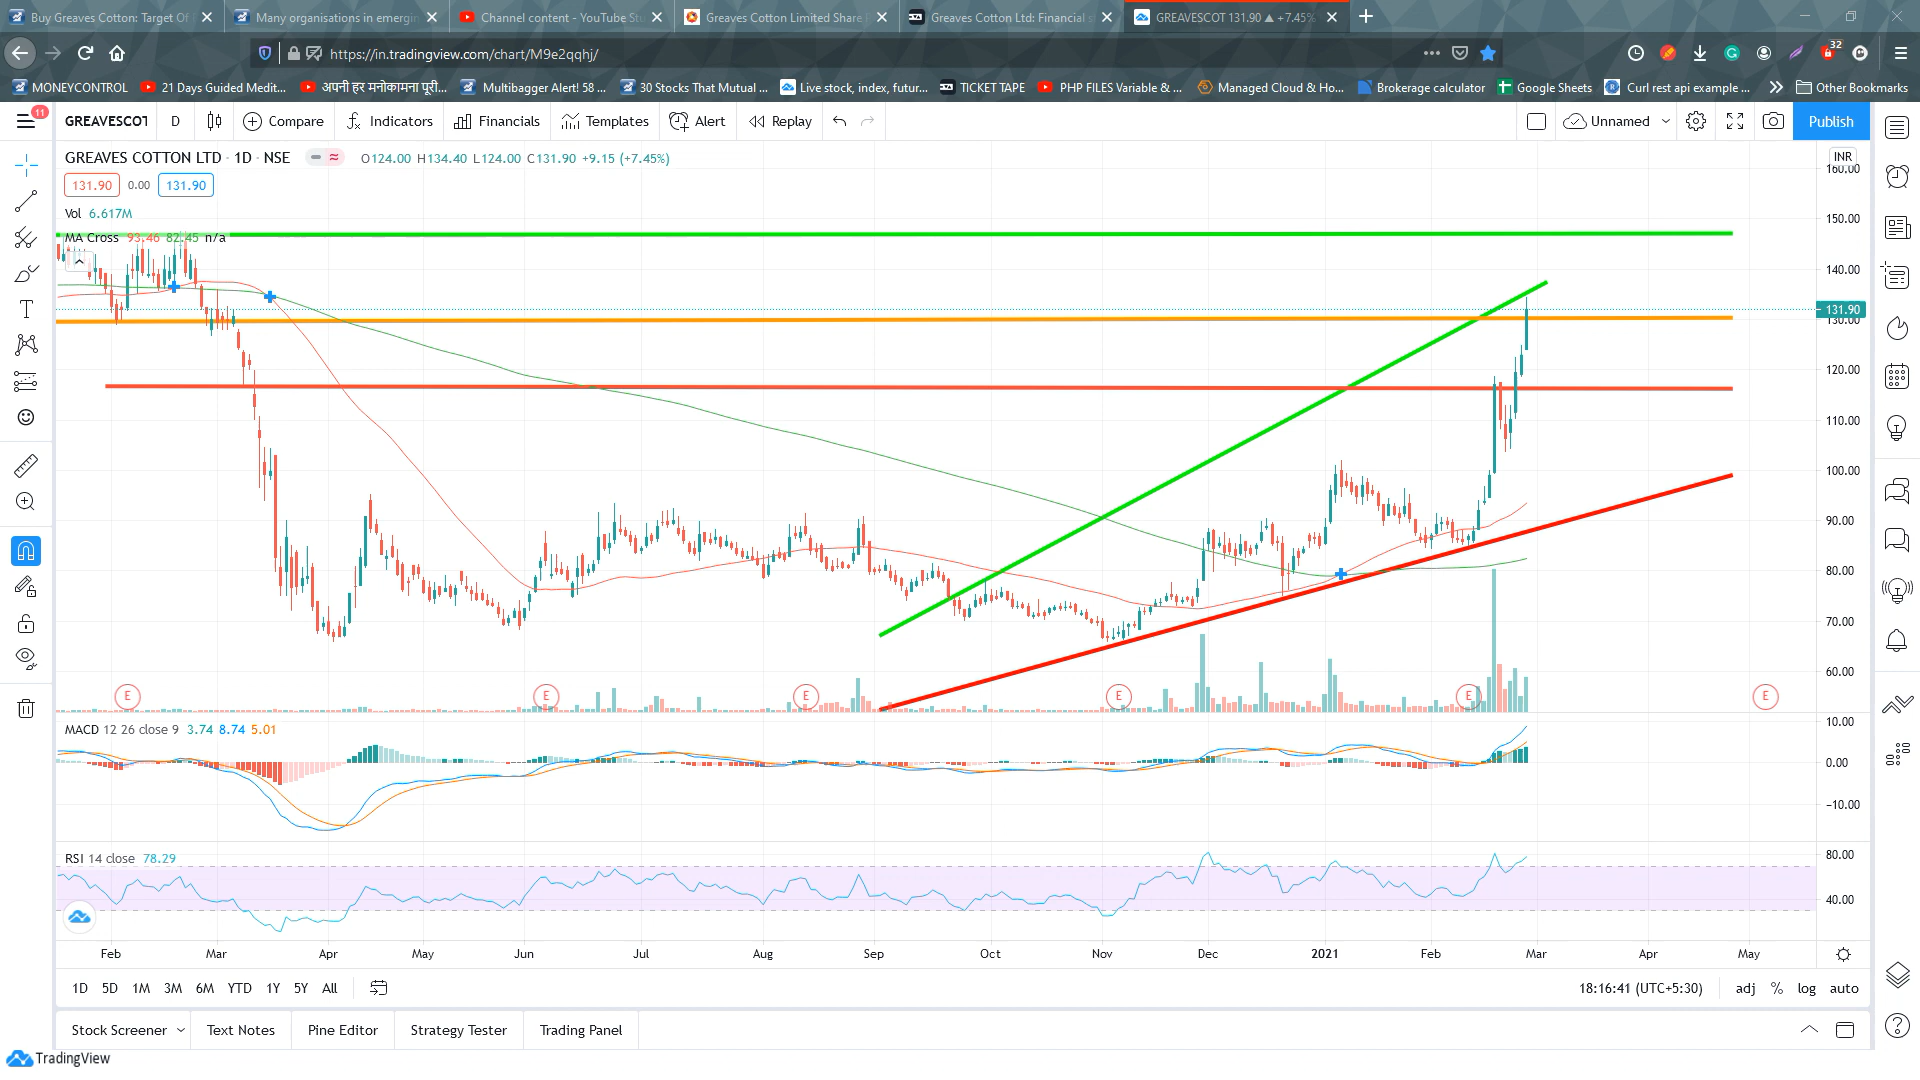 Buy Greaves Cotton: Target Of
Many organisations in emergin
Channel content - YouTube Stu
Greaves Cotton Limited Share P
Greaves Cotton Ltd: Financial s
GREAVESCOT 131.90 ▲ +7.45%
https://in.tradingview.com/chart/M9e2qqhj/
32
MONEYCONTROL
21 Days Guided Medit...
अपनी हर मनोकामना पूरी...
Multibagger Alert! 58 ...
30 Stocks That Mutual ...
Live stock, index, futur...
TICKET TAPE
PHP FILES Variable & ...
Managed Cloud & Ho...
Brokerage calculator
Google Sheets
Curl rest api example ...
Other Bookmarks
11
GREAVESCOT
D
Compare
Indicators
Financials
Templates
Alert
Replay
Unnamed
Publish
GREAVES COTTON LTD · 1D · NSE
O124.00 H134.40 L124.00 C131.90 +9.15 (+7.45%)
INR
131.90 0.00 131.90
Vol 6.617M
MA Cross 93.46 82.45 n/a
160.00
150.00
140.00
131.90
130.00
120.00
110.00
100.00
90.00
80.00
70.00
60.00
E E E E E E
MACD 12 26 close 9 3.74 8.74 5.01
10.00
0.00
−10.00
RSI 14 close 78.29
80.00
40.00
Feb Mar Apr May Jun Jul Aug Sep Oct Nov Dec 2021 Feb Mar Apr May
1D 5D 1M 3M 6M YTD 1Y 5Y All
18:16:41 (UTC+5:30)
adj % log auto
Stock Screener
Text Notes
Pine Editor
Strategy Tester
Trading Panel
TradingView